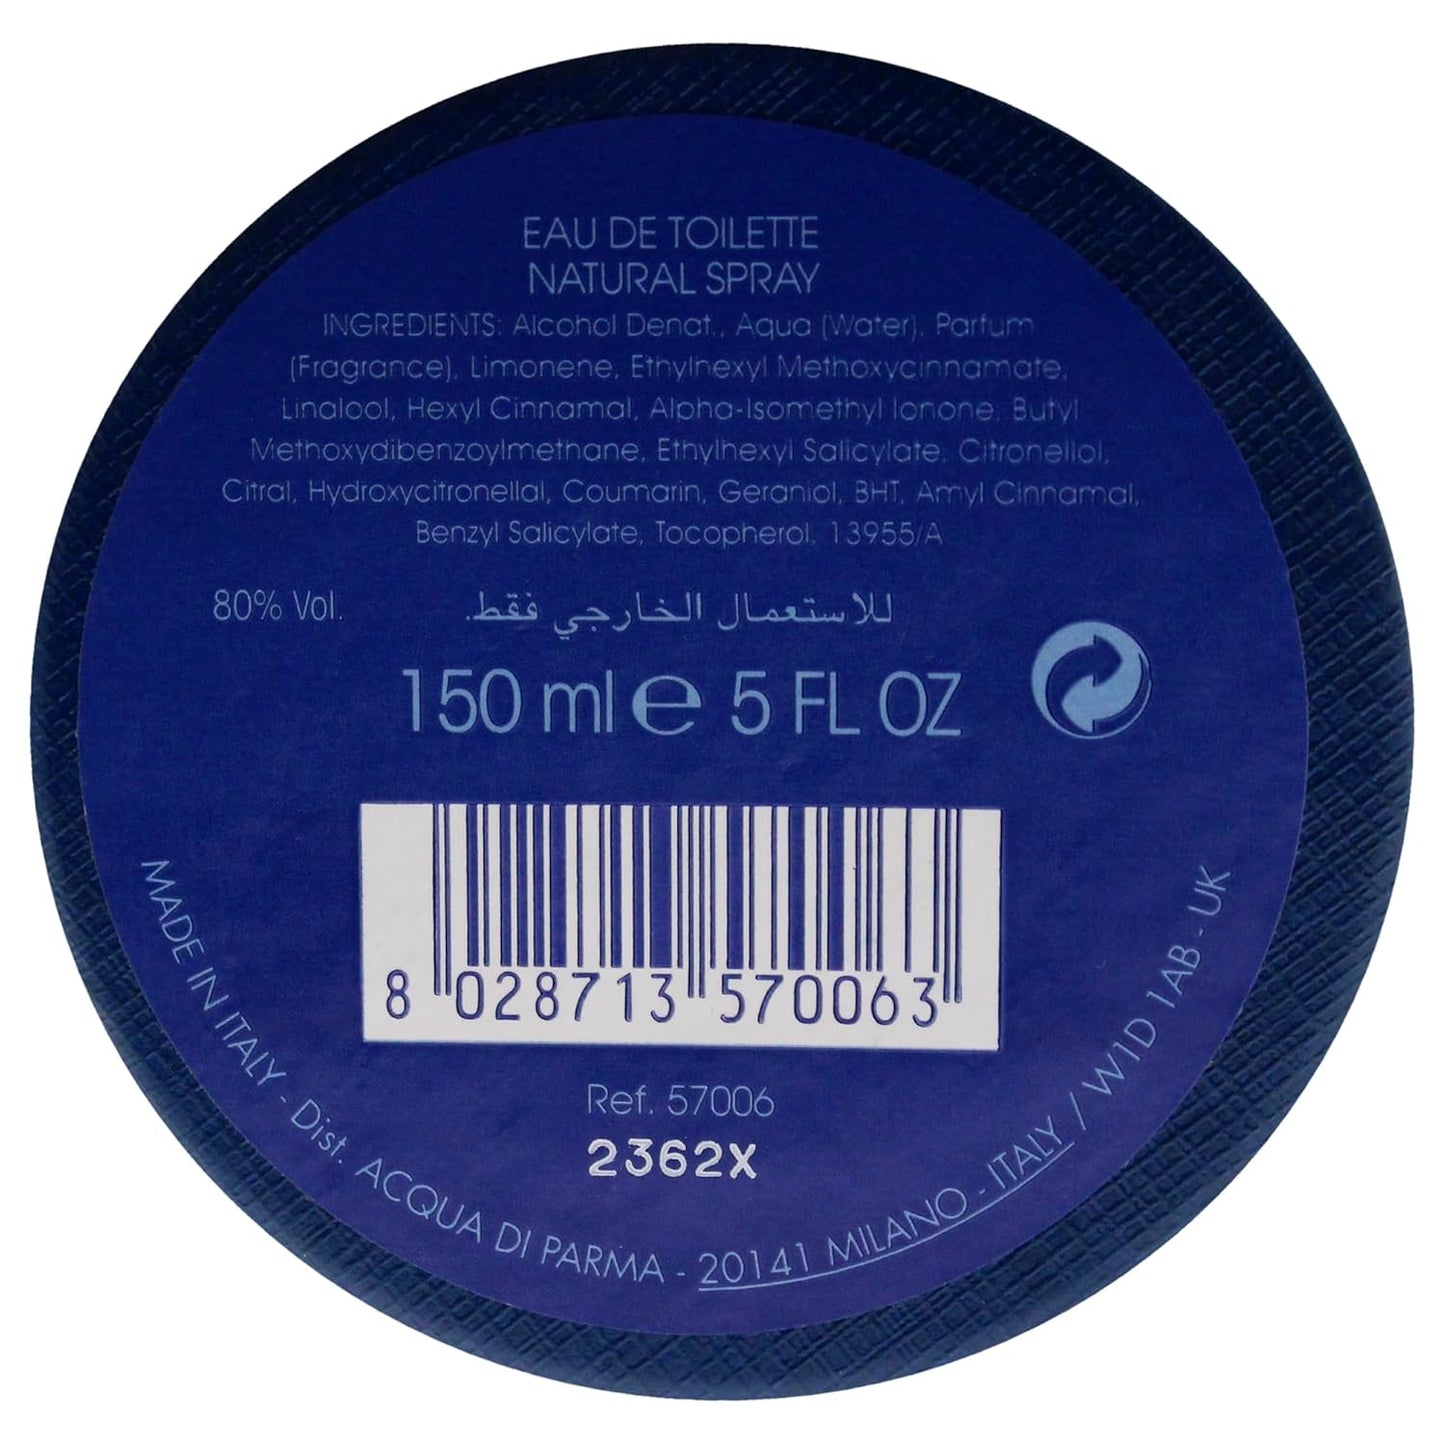 EAU DE TOILETTE
NATURAL SPRAY
INGREDIENTS: Alcohol Denat., Aqua (Water), Parfum
(Fragrance), Limonene, Ethylhexyl Methoxycinnamate,
Linalool, Hexyl Cinnamal, Alpha-Isomethyl Ionone, Butyl
Methoxydibenzoylmethane, Ethylhexyl Salicylate, Citronellol,
Citral, Hydroxycitronellal, Coumarin, Geraniol, BHT, Amyl Cinnamal,
Benzyl Salicylate, Tocopherol. 13955/A
80% Vol. للاستعمال الخارجي فقط.
150 ml e 5 FL OZ
8 028713 570063
Ref. 57006
2362X
MADE IN ITALY - Dist. ACQUA DI PARMA - 20141 MILANO - ITALY / W1D 1AB - UK